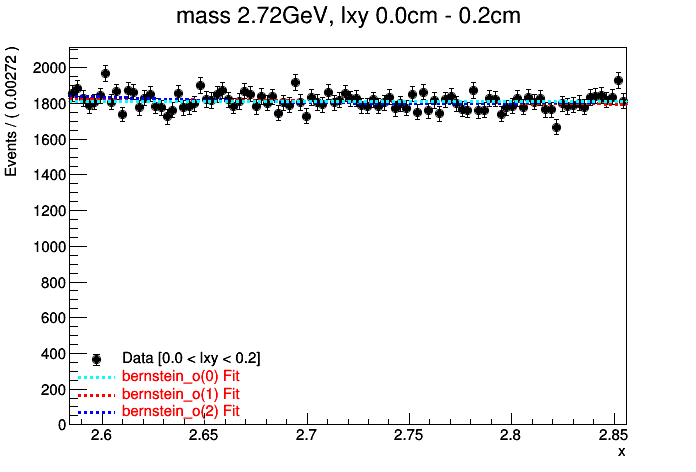 mass 2.72GeV, lxy 0.0cm - 0.2cm
Events / ( 0.00272 )
2000
1800
1600
1400
1200
1000
800
600
400
200
0
Data [0.0 < lxy < 0.2]
bernstein_o(0) Fit
bernstein_o(1) Fit
bernstein_o(2) Fit
2.6 2.65 2.7 2.75 2.8 2.85
x